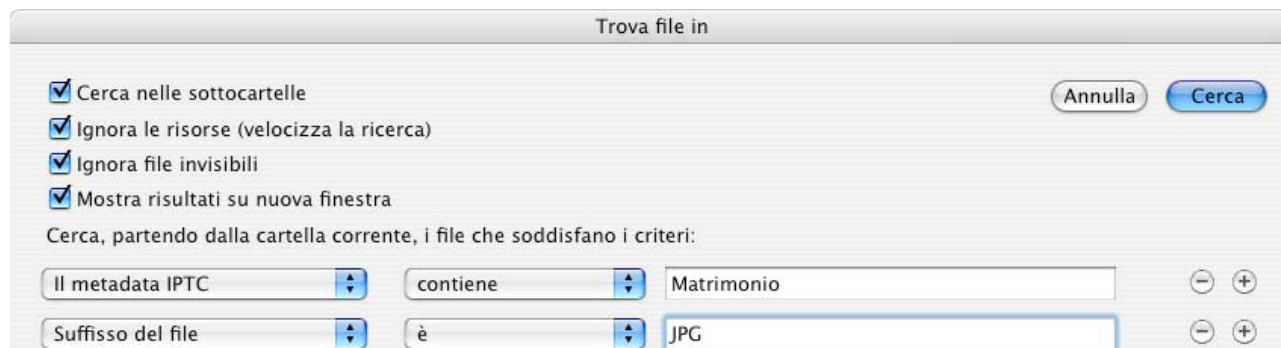 Trova file in
Cerca nelle sottocartelle
Annulla
Cerca
Ignora le risorse (velocizza la ricerca)
Ignora file invisibili
Mostra risultati su nuova finestra
Cerca, partendo dalla cartella corrente, i file che soddisfano i criteri:
Il metadata IPTC contiene Matrimonio
Suffisso del file è JPG